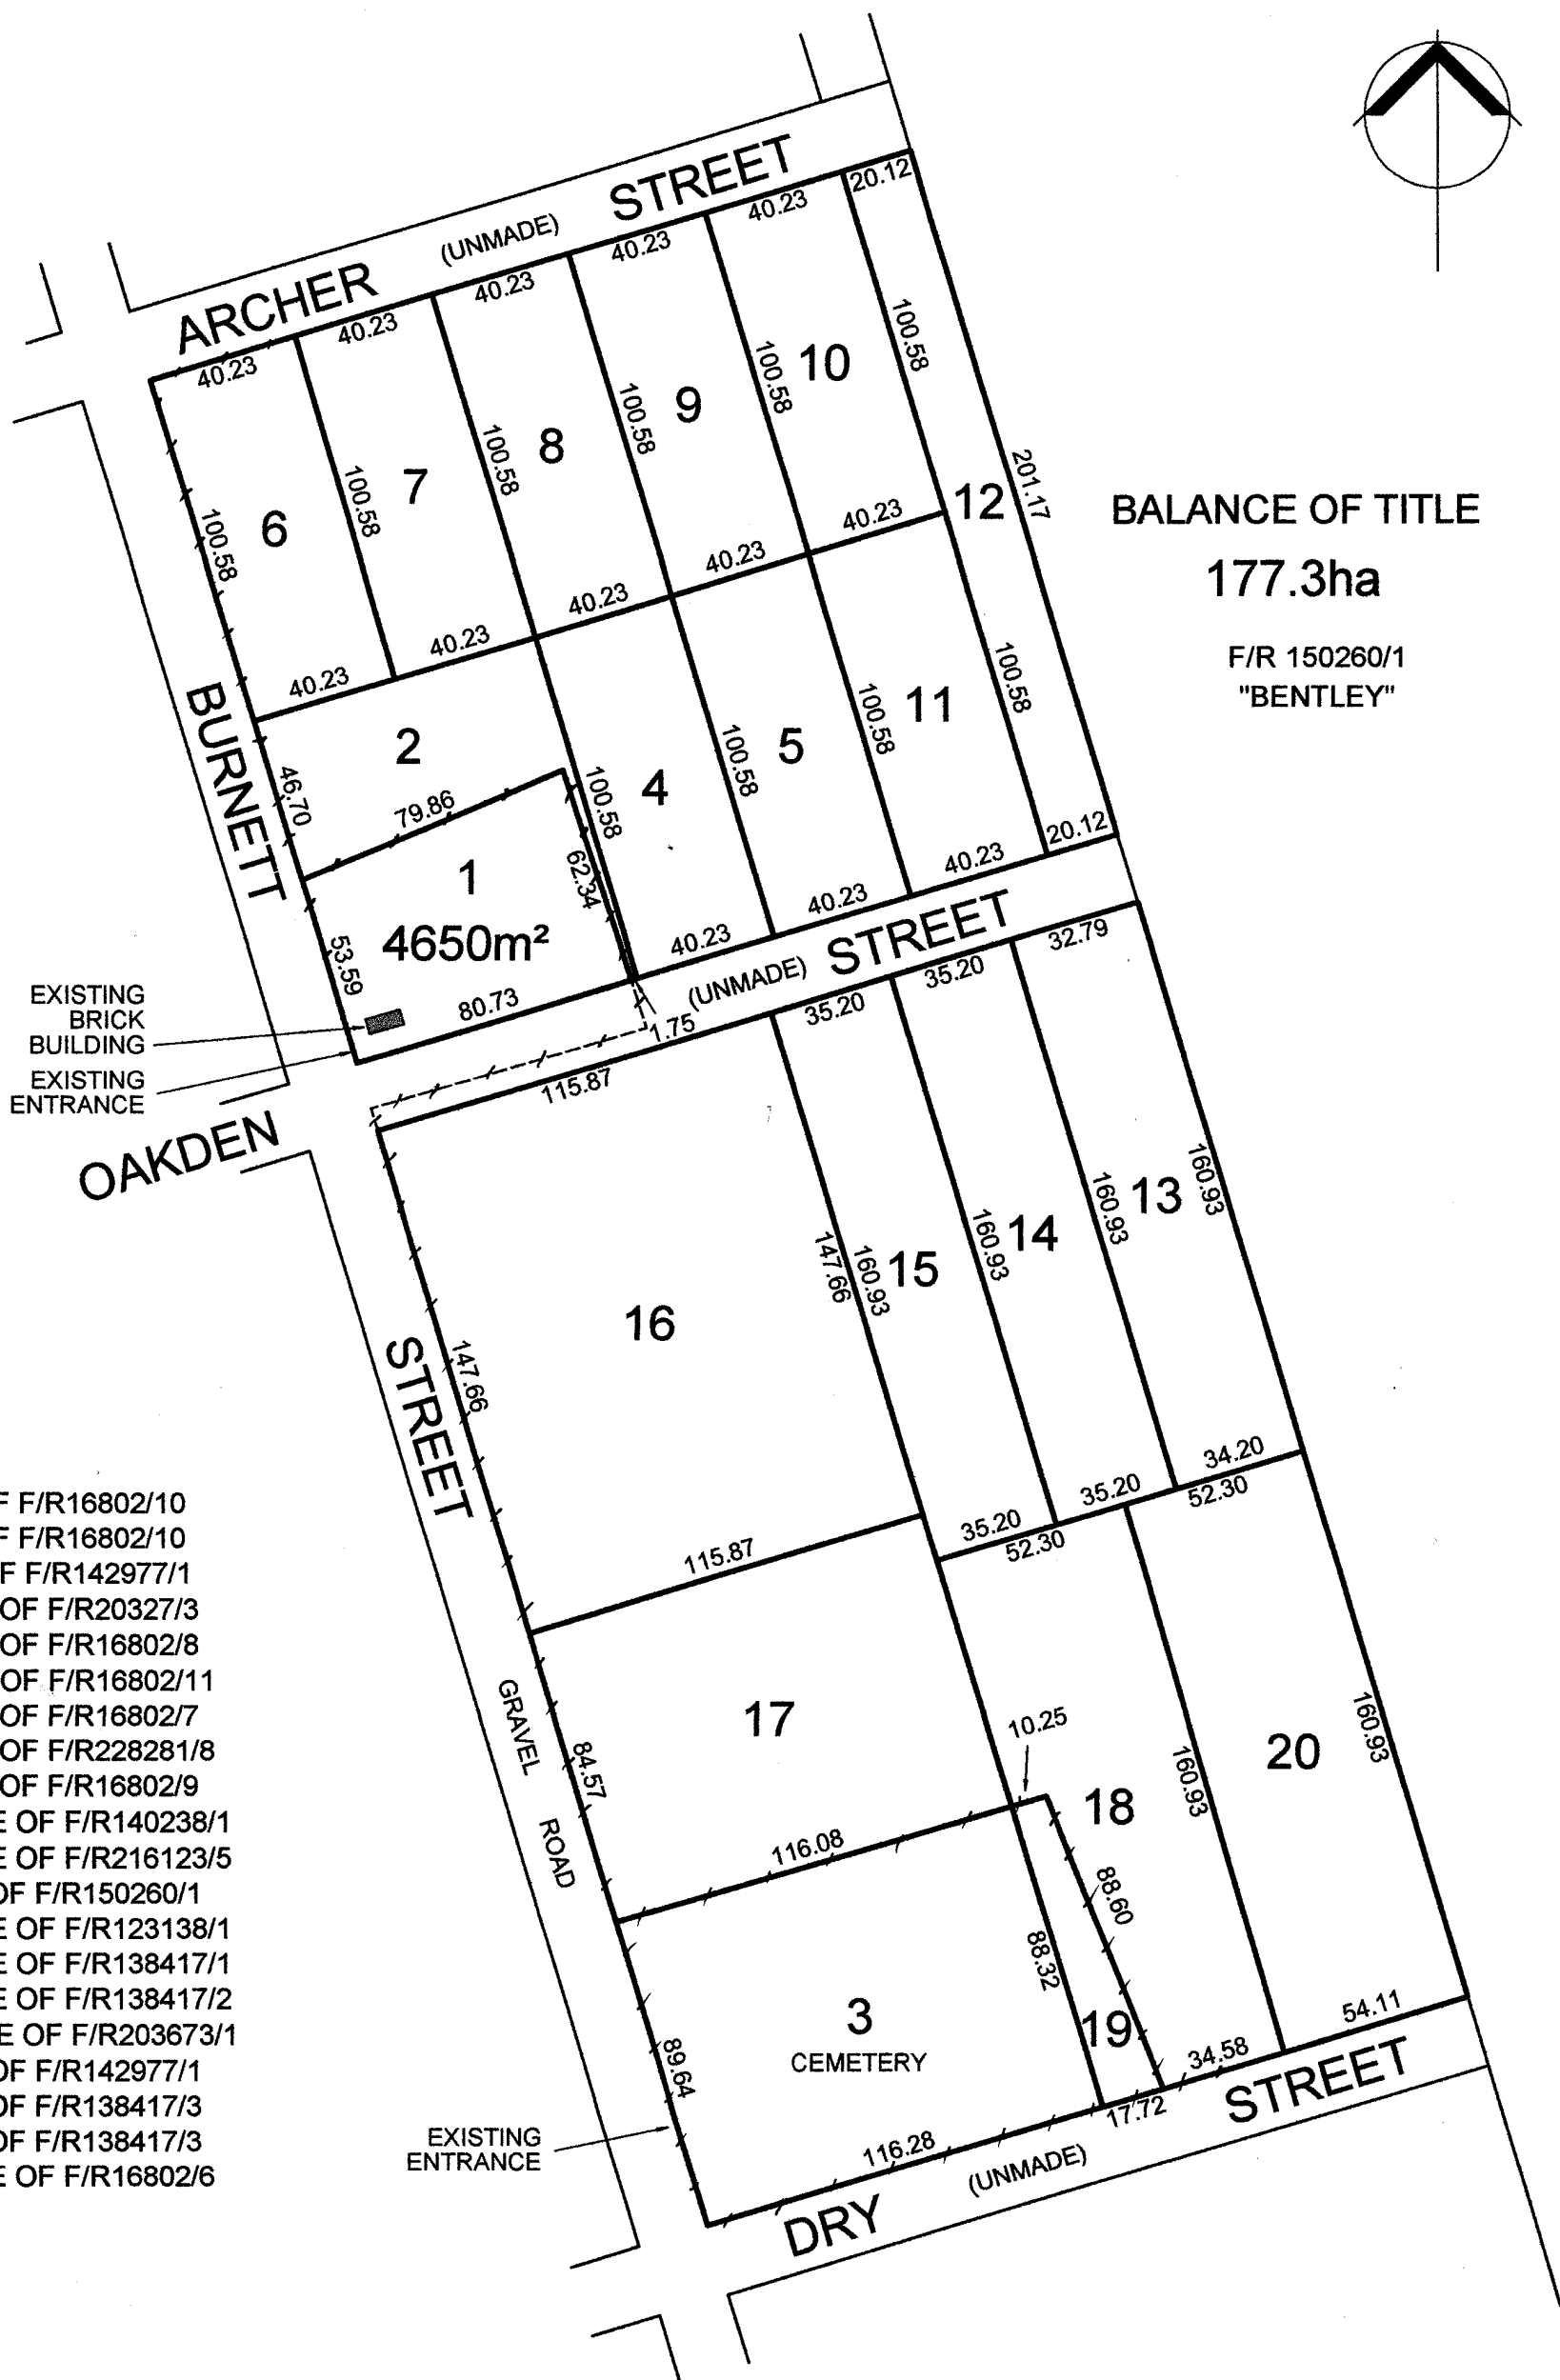 ARCHER (UNMADE) STREET
20.12
40.23
40.23
40.23
40.23
40.23
100.58
100.58
100.58
100.58
100.58
100.58
6
7
8
9
10
12
201.17
BALANCE OF TITLE
177.3ha
F/R 150260/1
"BENTLEY"
40.23
40.23
40.23
40.23
40.23
BURNETT STREET
2
46.70
79.86
1
4650m²
53.59
62.34
80.73
1.75
100.58
4
100.58
5
100.58
11
100.58
40.23
40.23
40.23
20.12
EXISTING
BRICK
BUILDING
EXISTING
ENTRANCE
OAKDEN (UNMADE) STREET
115.87
35.20
35.20
32.79
16
147.66
147.66
160.93
15
160.93
14
160.93
13
160.93
115.87
35.20
35.20
34.20
52.30
52.30
GRAVEL ROAD
17
84.57
10.25
116.08
18
160.93
20
160.93
88.60
88.32
19
3
CEMETERY
89.64
EXISTING
ENTRANCE
116.28
17.72
34.58
54.11
DRY (UNMADE) STREET
F F/R16802/10
F F/R16802/10
F F/R142977/1
OF F/R20327/3
OF F/R16802/8
OF F/R16802/11
OF F/R16802/7
OF F/R228281/8
OF F/R16802/9
E OF F/R140238/1
E OF F/R216123/5
OF F/R150260/1
E OF F/R123138/1
E OF F/R138417/1
E OF F/R138417/2
E OF F/R203673/1
OF F/R142977/1
OF F/R138417/3
OF F/R138417/3
E OF F/R16802/6